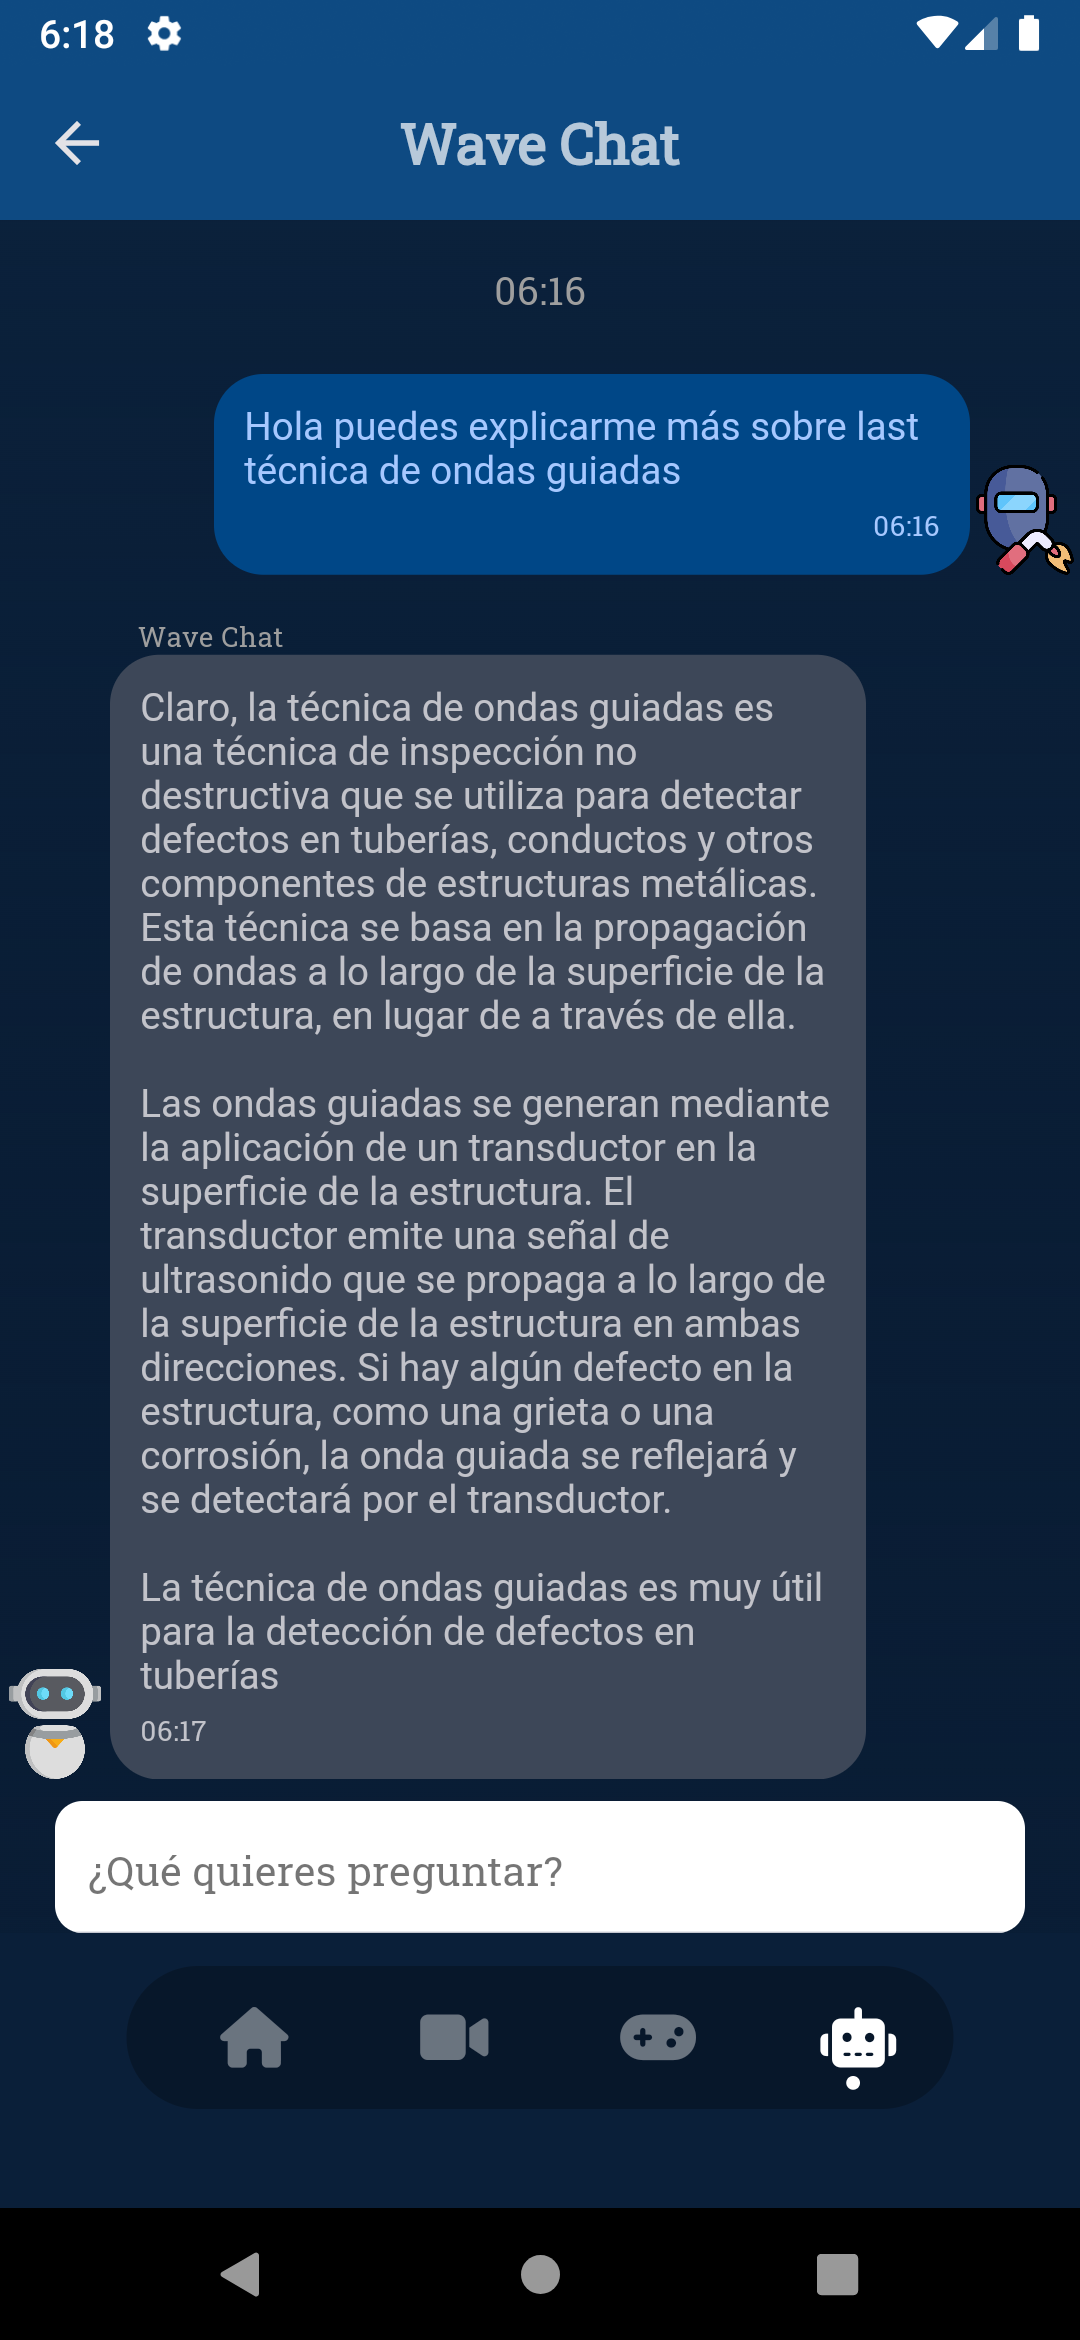 6:18
Wave Chat
06:16
Hola puedes explicarme más sobre last
técnica de ondas guiadas
06:16
Wave Chat
Claro, la técnica de ondas guiadas es
una técnica de inspección no
destructiva que se utiliza para detectar
defectos en tuberías, conductos y otros
componentes de estructuras metálicas.
Esta técnica se basa en la propagación
de ondas a lo largo de la superficie de la
estructura, en lugar de a través de ella.
Las ondas guiadas se generan mediante
la aplicación de un transductor en la
superficie de la estructura. El
transductor emite una señal de
ultrasonido que se propaga a lo largo de
la superficie de la estructura en ambas
direcciones. Si hay algún defecto en la
estructura, como una grieta o una
corrosión, la onda guiada se reflejará y
se detectará por el transductor.
La técnica de ondas guiadas es muy útil
para la detección de defectos en
tuberías
06:17
¿Qué quieres preguntar?